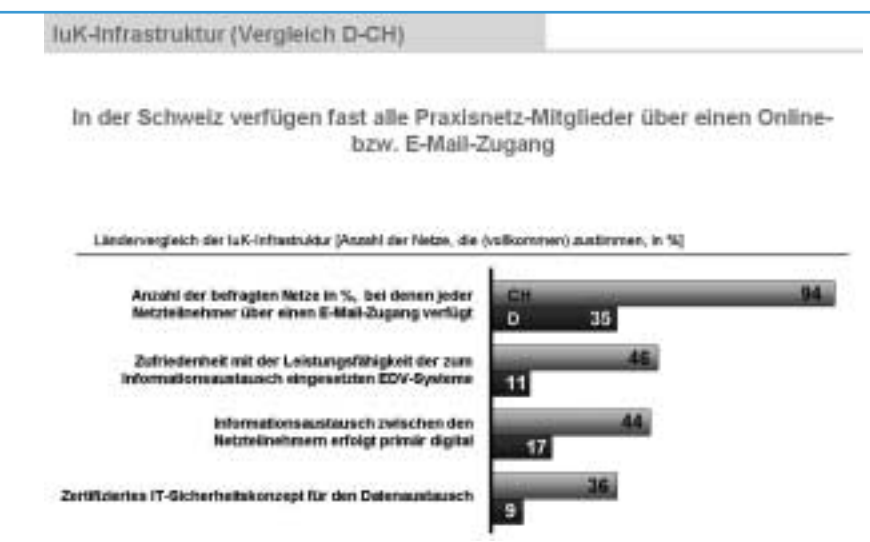 IuK-Infrastruktur (Vergleich D-CH)
In der Schweiz verfügen fast alle Praxisnetz-Mitglieder über einen Online-
bzw. E-Mail-Zugang
Ländervergleich der IuK-Infrastruktur [Anzahl der Netze, die (vollkommen) zustimmen, in %]
Anzahl der befragten Netze in %, bei denen jeder
Netzteilnehmer über einen E-Mail-Zugang verfügt
CH 94
D 35
Zufriedenheit mit der Leistungsfähigkeit der zum
Informationsaustausch eingesetzten EDV-Systeme
46
11
Informationsaustausch zwischen den
Netzteilnehmern erfolgt primär digital
44
17
Zertifiziertes IT-Sicherheitskonzept für den Datenaustausch
36
9